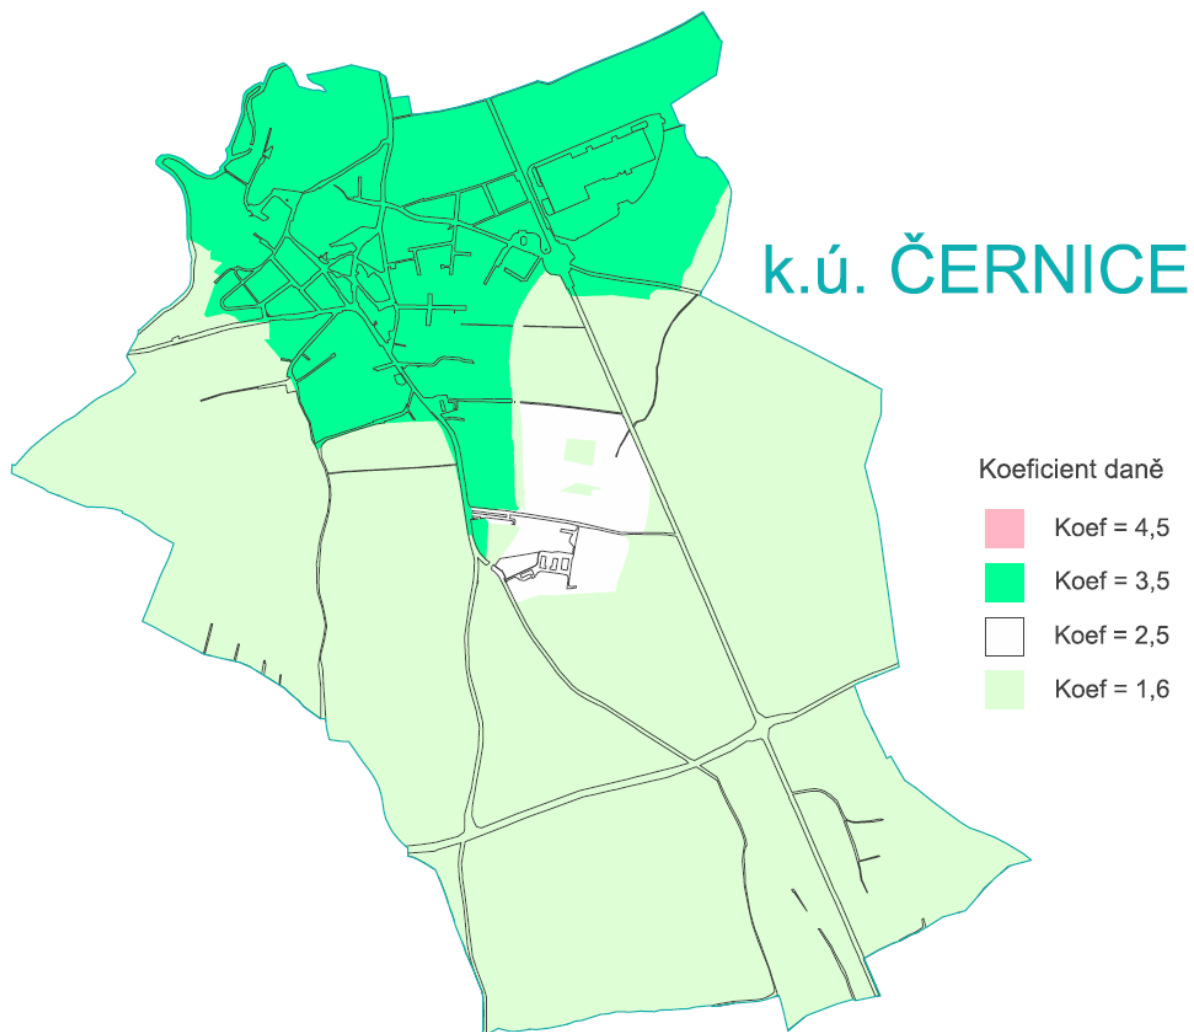 k.ú. ČERNICE
Koeficient daně
Koef = 4,5
Koef = 3,5
Koef = 2,5
Koef = 1,6